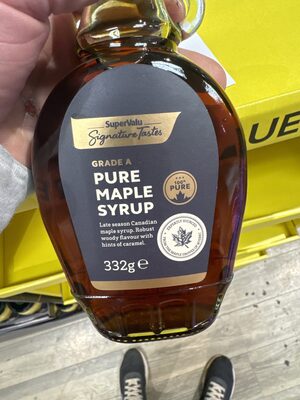 SuperValu
Signature Tastes
GRADE A
PURE
MAPLE
SYRUP
100%
PURE
Late season Canadian
maple syrup. Robust
woody flavour with
hints of caramel.
332g e
UE